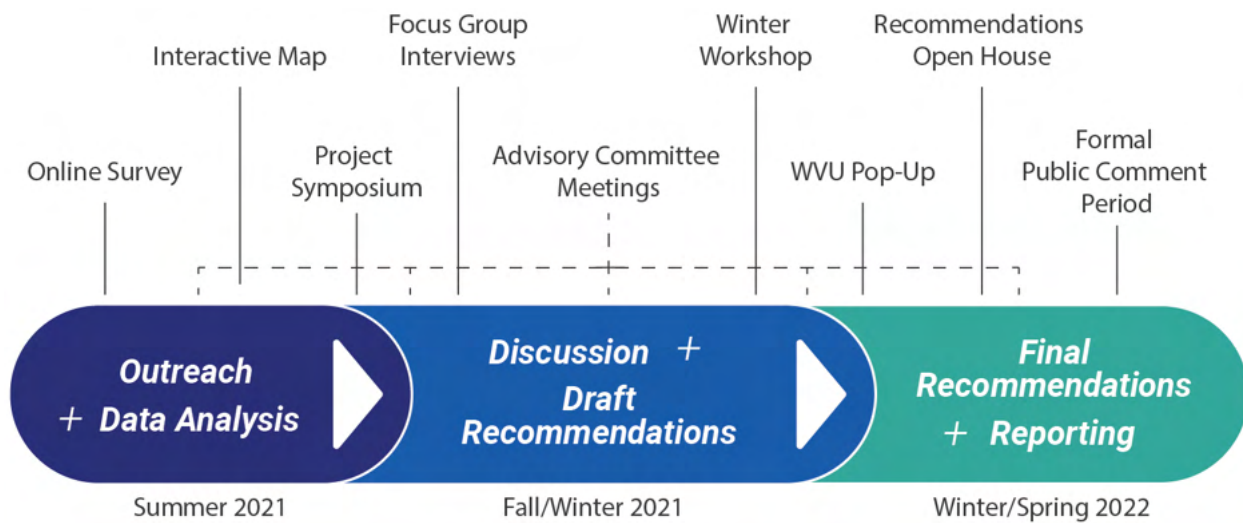 Interactive Map
Focus Group
Interviews
Winter
Workshop
Recommendations
Open House
Online Survey
Project
Symposium
Advisory Committee
Meetings
WVU Pop-Up
Formal
Public Comment
Period
Outreach
+ Data Analysis
Discussion +
Draft
Recommendations
Final
Recommendations
+ Reporting
Summer 2021
Fall/Winter 2021
Winter/Spring 2022